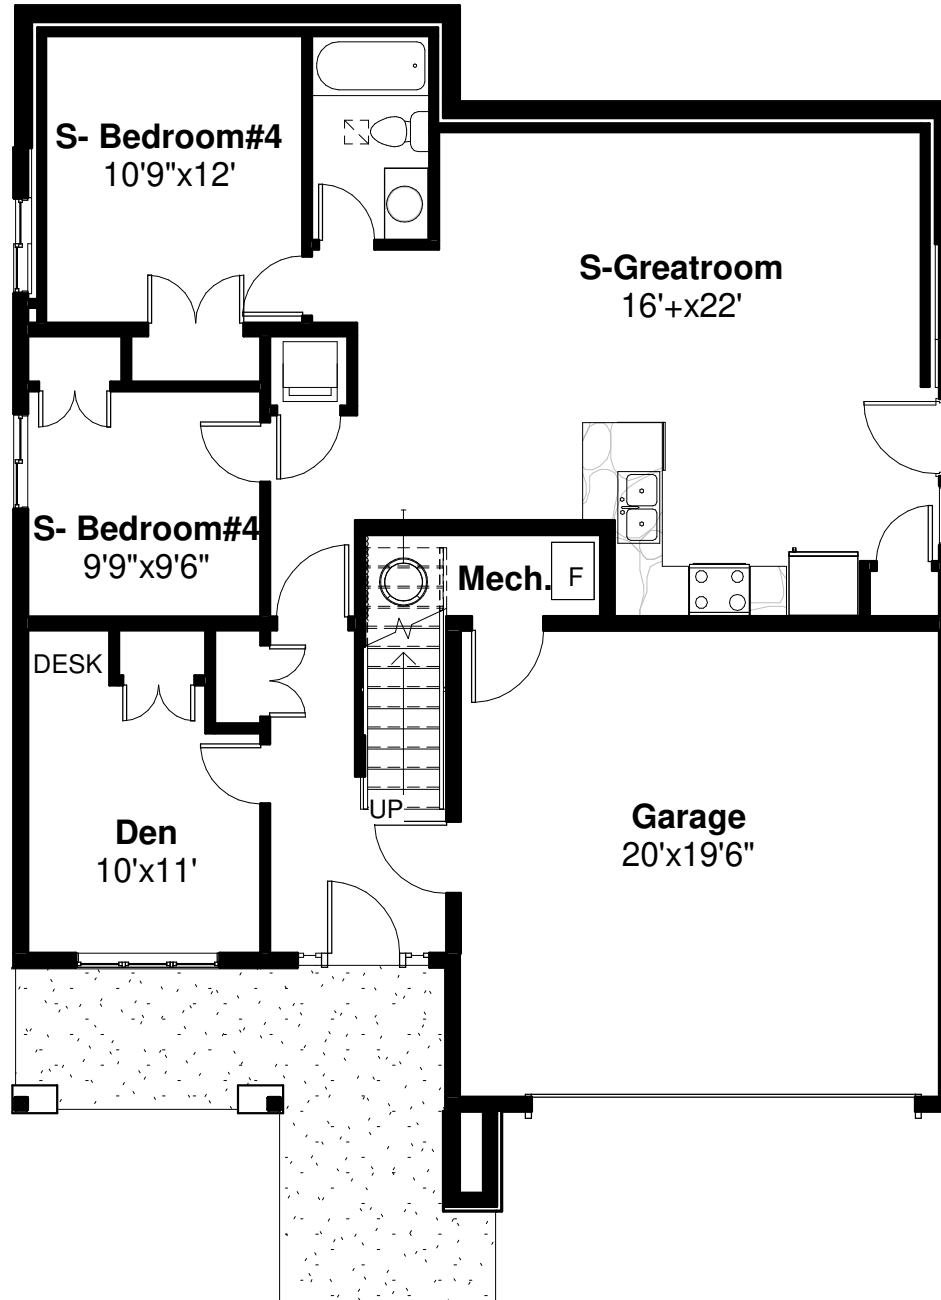 S- Bedroom#4
10'9"x12'
S-Greatroom
16'+x22'
S- Bedroom#4
9'9"x9'6"
Mech.
F
DESK
UP
Den
10'x11'
Garage
20'x19'6"